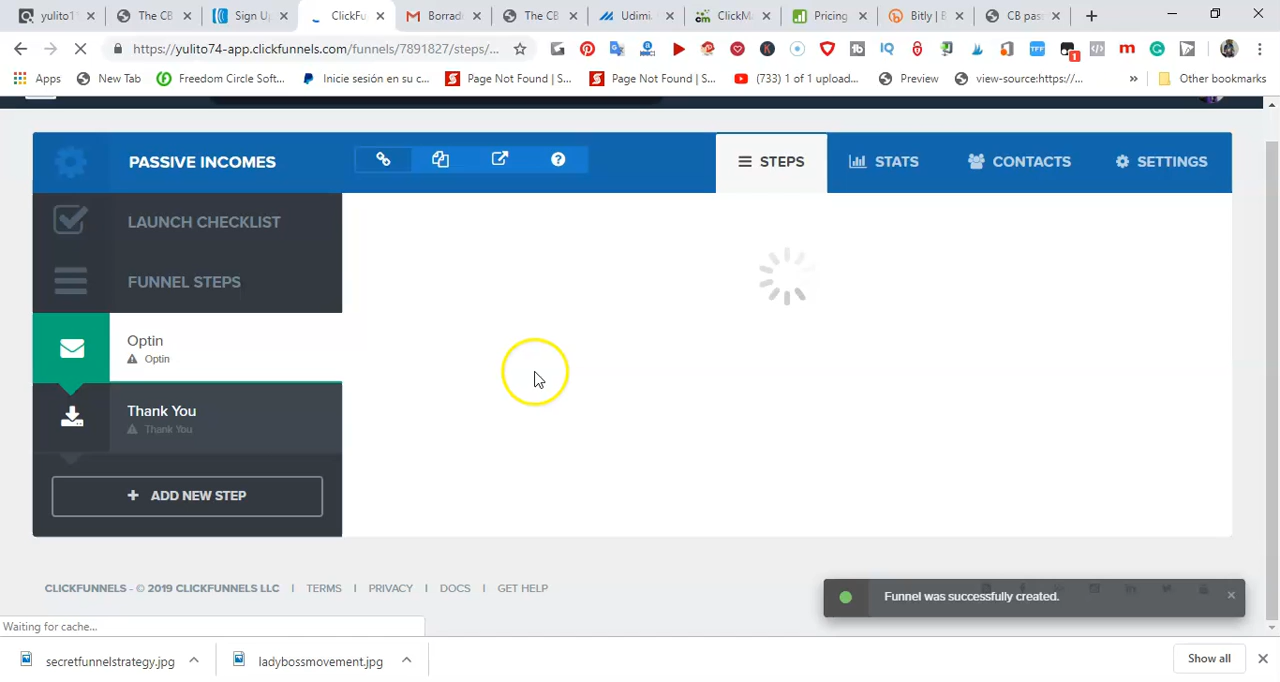 yulito1
The CB
Sign U
ClickFu
Borrad
The CB
Udimi.
ClickM
Pricing
Bitly | B
CB pas
https://yulito74-app.clickfunnels.com/funnels/7891827/steps/...
Apps
New Tab
Freedom Circle Soft...
Inicie sesión en su c...
Page Not Found | S...
Page Not Found | S...
(733) 1 of 1 upload...
Preview
view-source:https://...
»
Other bookmarks
PASSIVE INCOMES
STEPS
STATS
CONTACTS
SETTINGS
LAUNCH CHECKLIST
FUNNEL STEPS
Optin
Optin
Thank You
Thank You
+ ADD NEW STEP
CLICKFUNNELS - © 2019 CLICKFUNNELS LLC | TERMS | PRIVACY | DOCS | GET HELP
Funnel was successfully created.
Waiting for cache...
secretfunnelstrategy.jpg
ladybossmovement.jpg
Show all